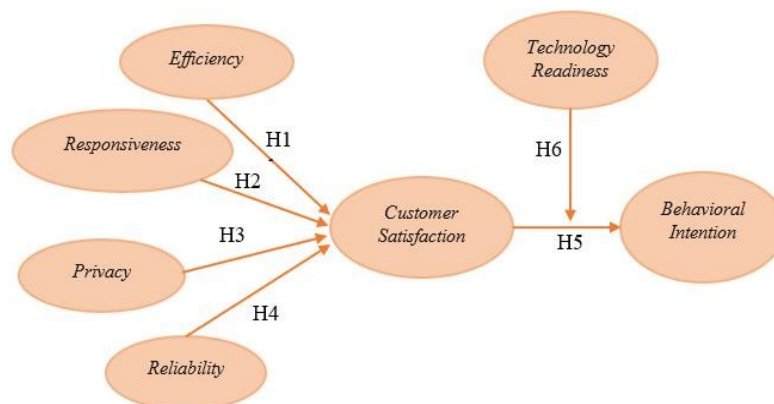 Efficiency
Technology
Readiness
H1
Responsiveness
H6
H2
Customer
Satisfaction
Behavioral
Intention
H3
H5
Privacy
H4
Reliability